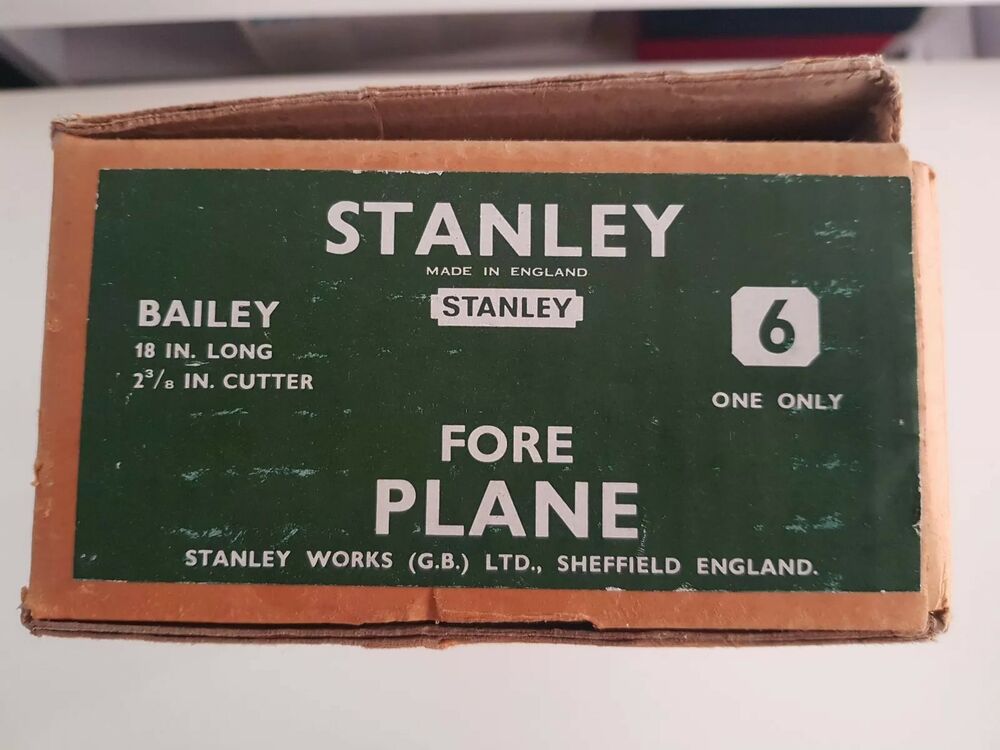 STANLEY
MADE IN ENGLAND
STANLEY
BAILEY
18 IN. LONG
2³/₈ IN. CUTTER
6
ONE ONLY
FORE
PLANE
STANLEY WORKS (G.B.) LTD., SHEFFIELD ENGLAND.